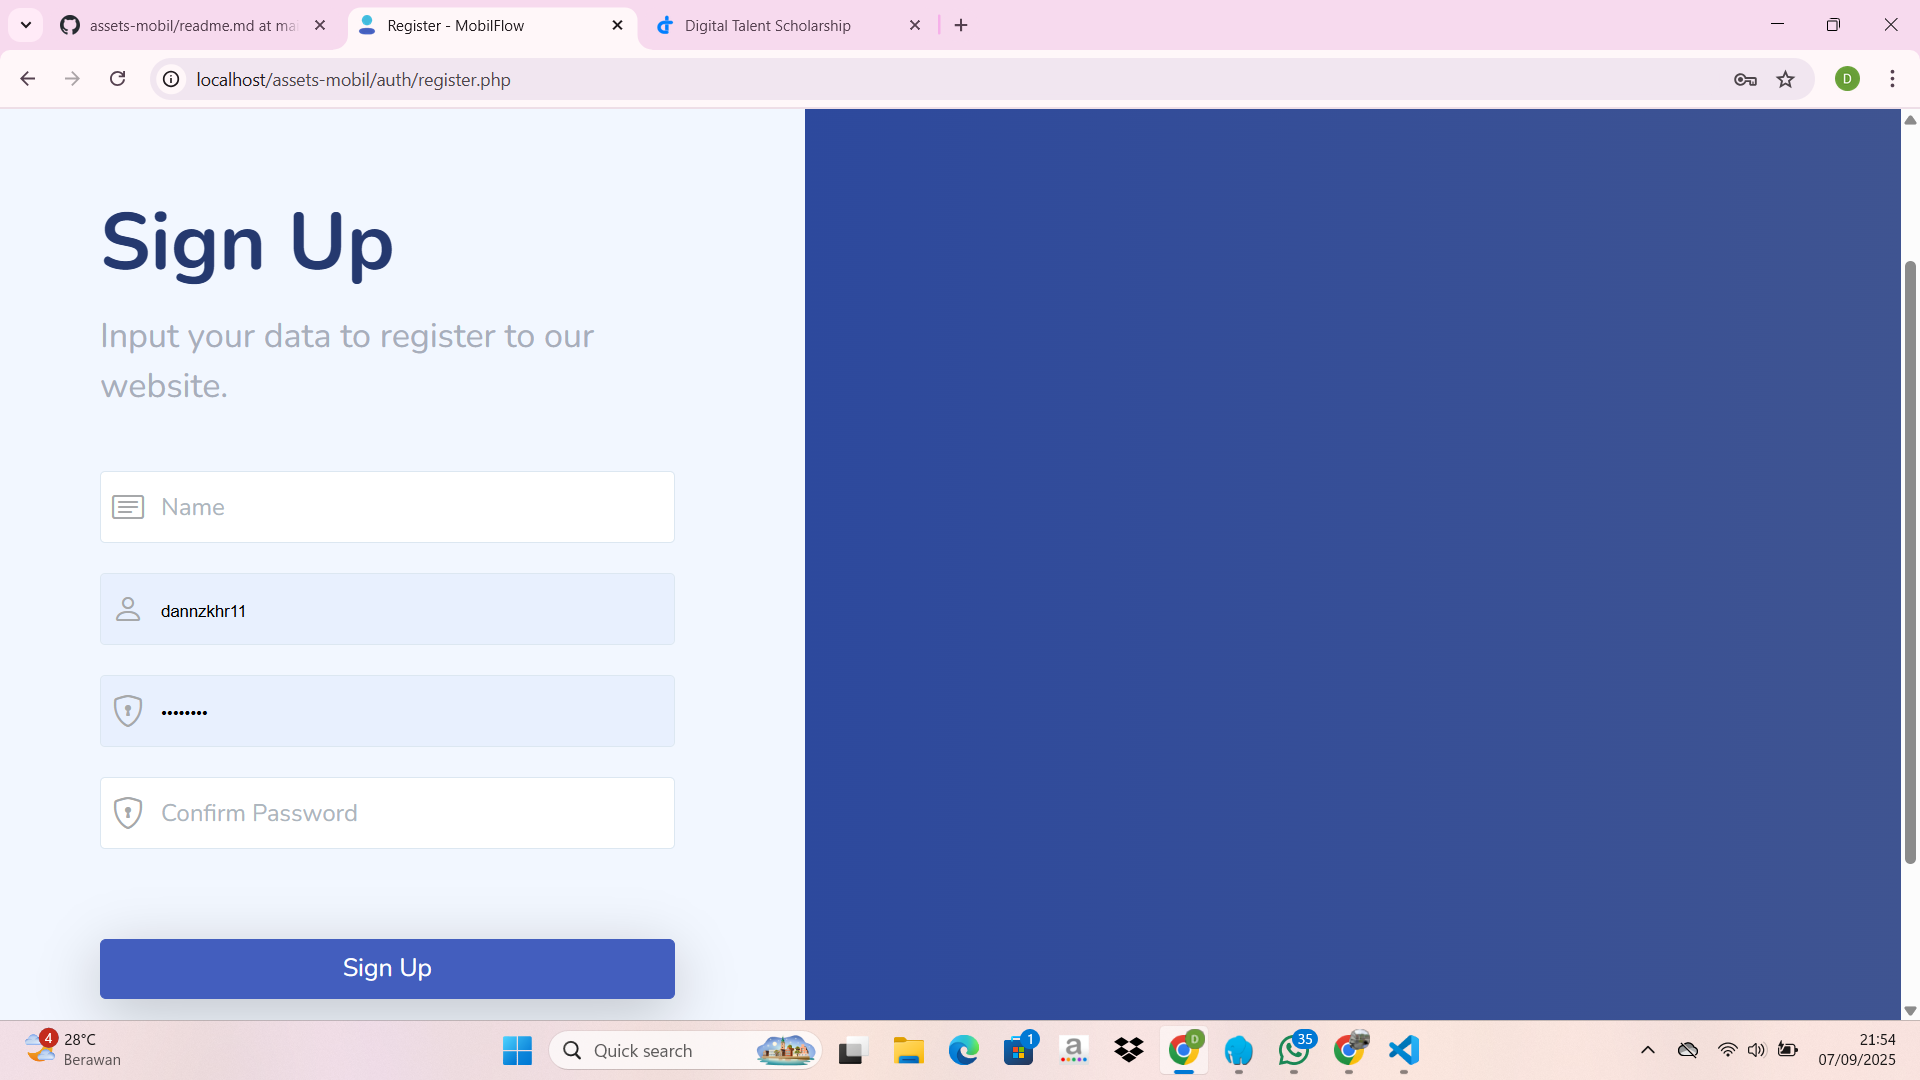 assets-mobil/readme.md at mai
Register - MobilFlow
Digital Talent Scholarship
localhost/assets-mobil/auth/register.php
D
Sign Up
Input your data to register to our
website.
Name
dannzkhr11
••••••••
Confirm Password
Sign Up
4
28°C
Berawan
Quick search
1
a
D
35
21:54
07/09/2025